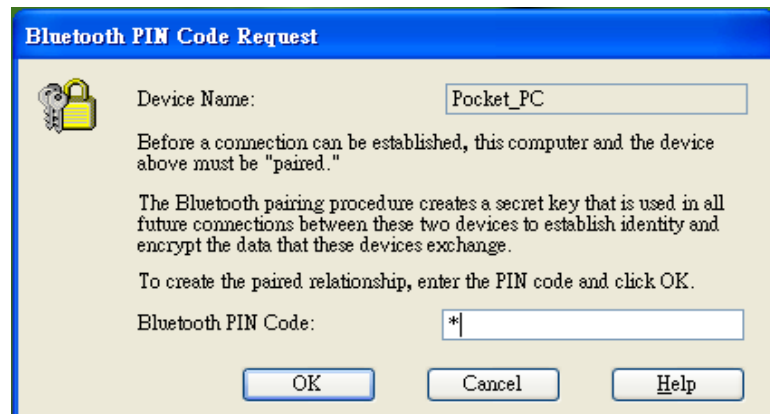 Bluetooth PIN Code Request
Device Name: Pocket_PC
Before a connection can be established, this computer and the device
above must be "paired."
The Bluetooth pairing procedure creates a secret key that is used in all
future connections between these two devices to establish identity and
encrypt the data that these devices exchange.
To create the paired relationship, enter the PIN code and click OK.
Bluetooth PIN Code: *
OK Cancel Help